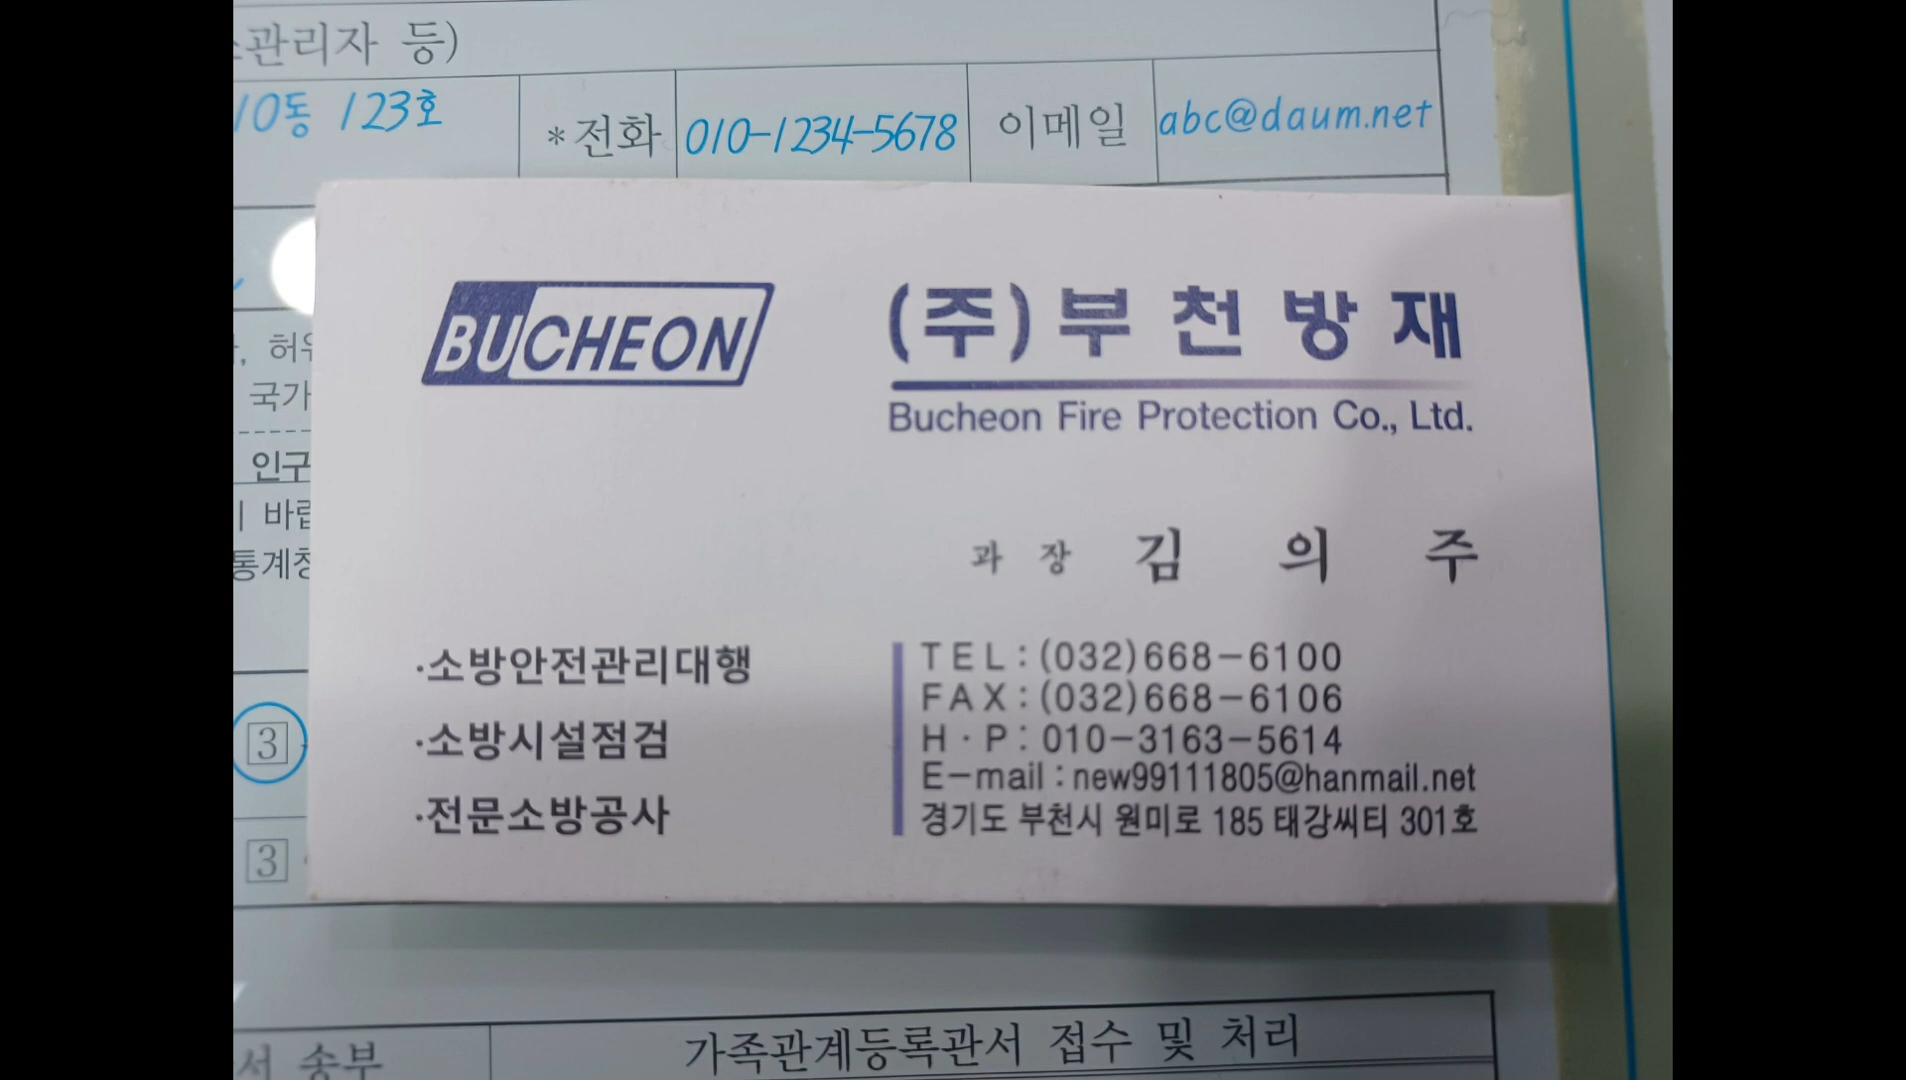 관리자 등)
10동 123호
*전화
010-1234-5678
이메일
abc@daum.net
BUCHEON
(주)부천방재
Bucheon Fire Protection Co., Ltd.
과 장 김 의 주
·소방안전관리대행
·소방시설점검
·전문소방공사
TEL:(032)668-6100
FAX:(032)668-6106
H·P:010-3163-5614
E-mail:new99111805@hanmail.net
경기도 부천시 원미로 185 태강씨티 301호
국가
인구
바랍
통계청
3
3
서 송부
가족관계등록관서 접수 및 처리